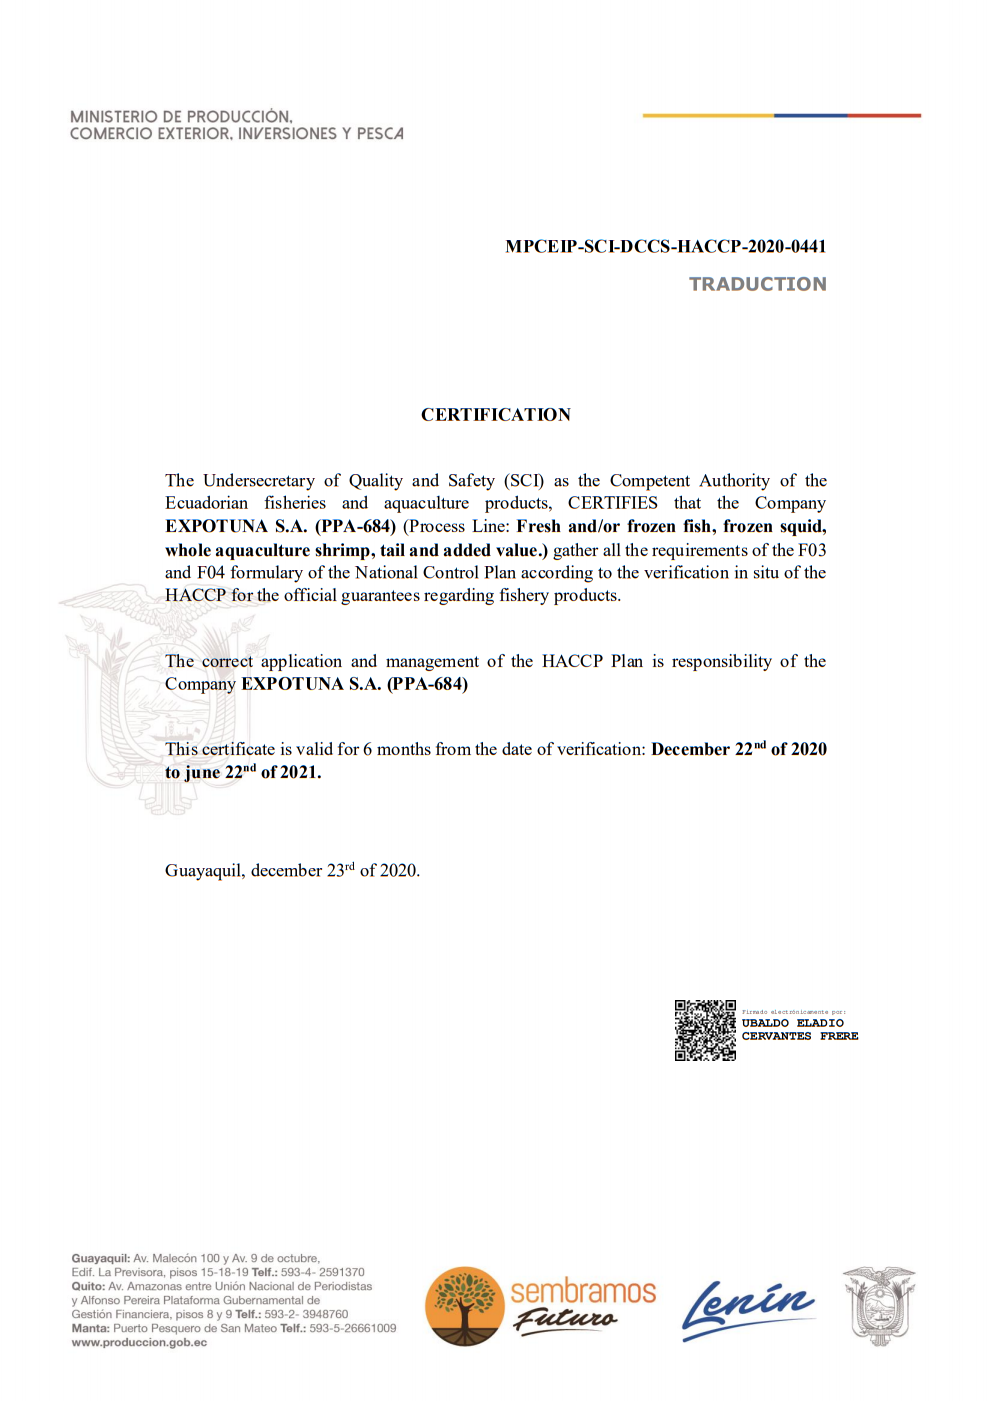 MINISTERIO DE PRODUCCIÓN,
COMERCIO EXTERIOR, INVERSIONES Y PESCA
MPCEIP-SCI-DCCS-HACCP-2020-0441
TRADUCTION
CERTIFICATION
The Undersecretary of Quality and Safety (SCI) as the Competent Authority of the
Ecuadorian fisheries and aquaculture products, CERTIFIES that the Company
EXPOTUNA S.A. (PPA-684) (Process Line: Fresh and/or frozen fish, frozen squid,
whole aquaculture shrimp, tail and added value.) gather all the requirements of the F03
and F04 formulary of the National Control Plan according to the verification in situ of the
HACCP for the official guarantees regarding fishery products.
The correct application and management of the HACCP Plan is responsibility of the
Company EXPOTUNA S.A. (PPA-684)
This certificate is valid for 6 months from the date of verification: December 22nd of 2020
to june 22nd of 2021.
Guayaquil, december 23rd of 2020.
Firmado electrónicamente por:
UBALDO ELADIO
CERVANTES FRERE
Guayaquil: Av. Malecón 100 y Av. 9 de octubre,
Edif. La Previsora, pisos 15-18-19 Telf.: 593-4- 2591370
Quito: Av. Amazonas entre Unión Nacional de Periodistas
y Alfonso Pereira Plataforma Gubernamental de
Gestión Financiera, pisos 8 y 9 Telf.: 593-2- 3948760
Manta: Puerto Pesquero de San Mateo Telf.: 593-5-26661009
www.produccion.gob.ec
sembramos
Futuro
Lenín